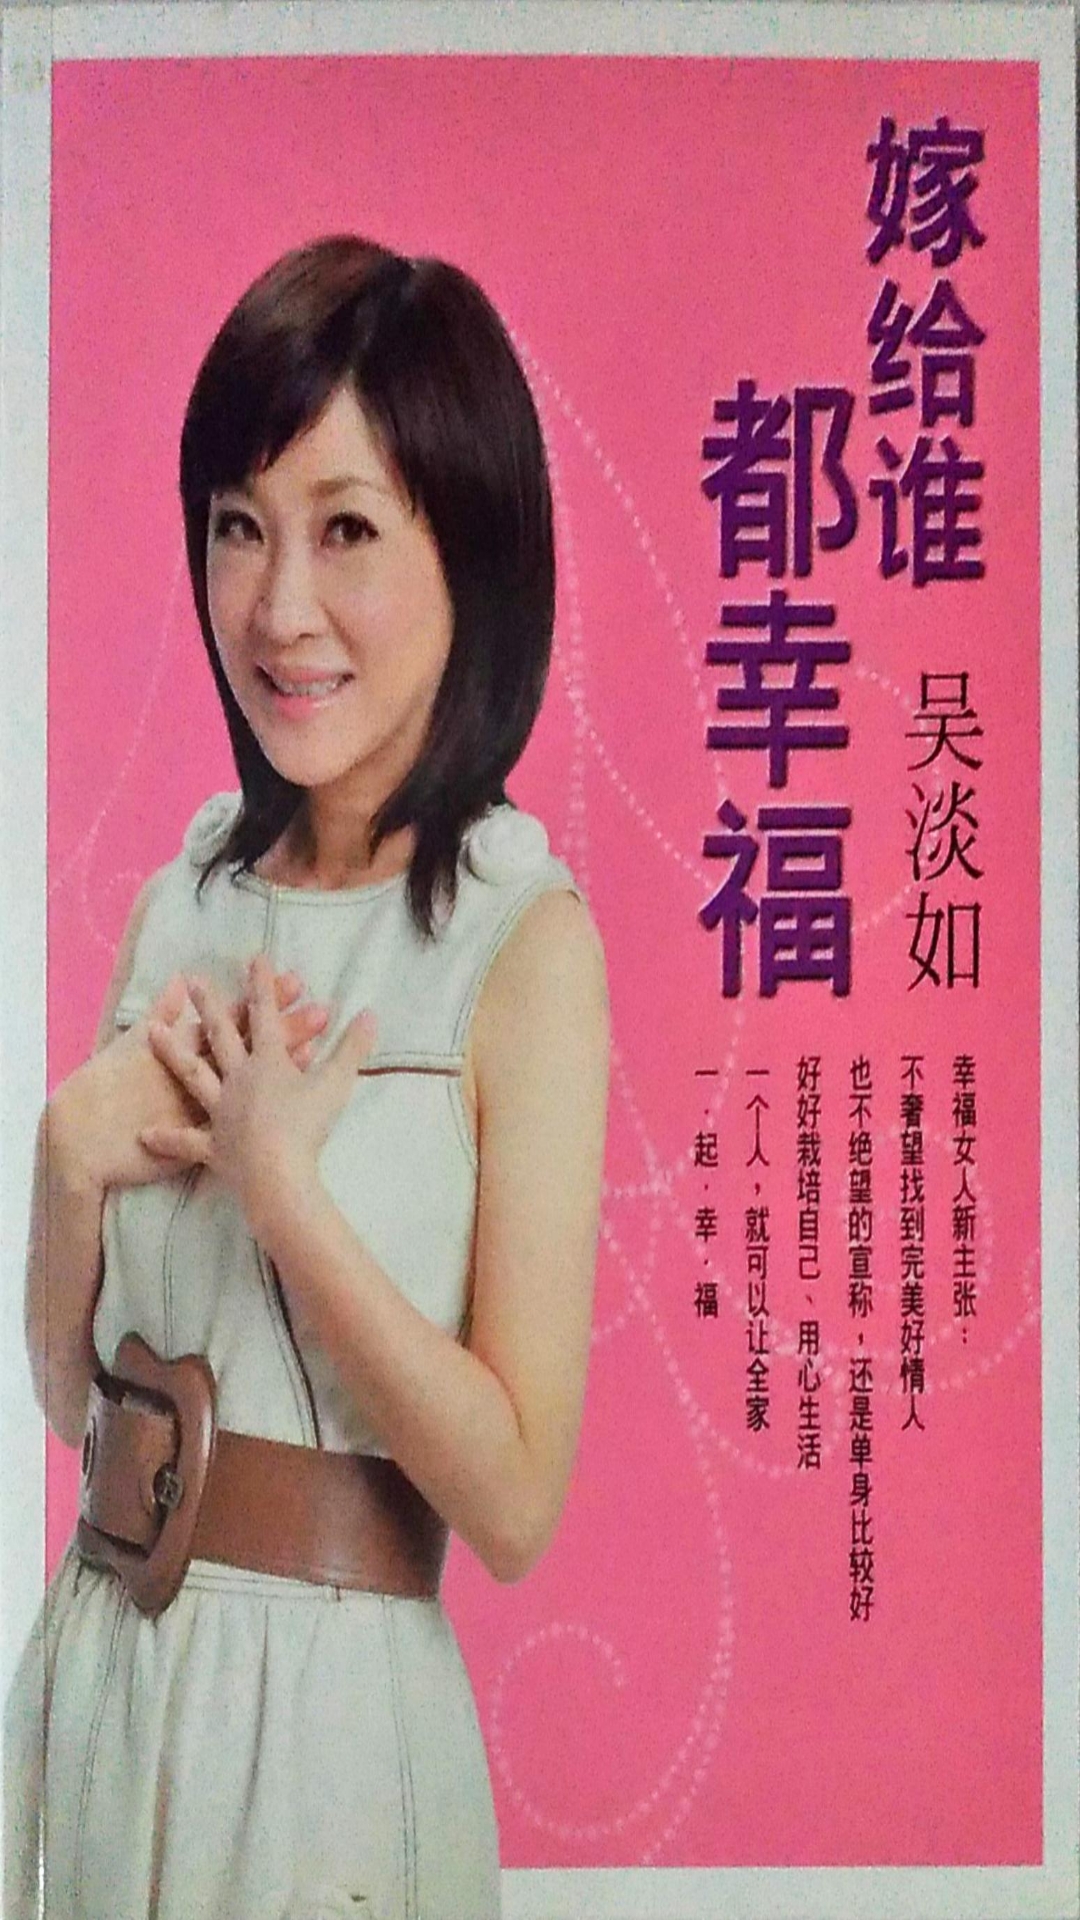 嫁给谁
都幸福
吴淡如
幸福女人新主张：
不奢望找到完美好情人
也不绝望的宣称，还是单身比较好
好好栽培自己、用心生活
一个人，就可以让全家
一·起·幸·福